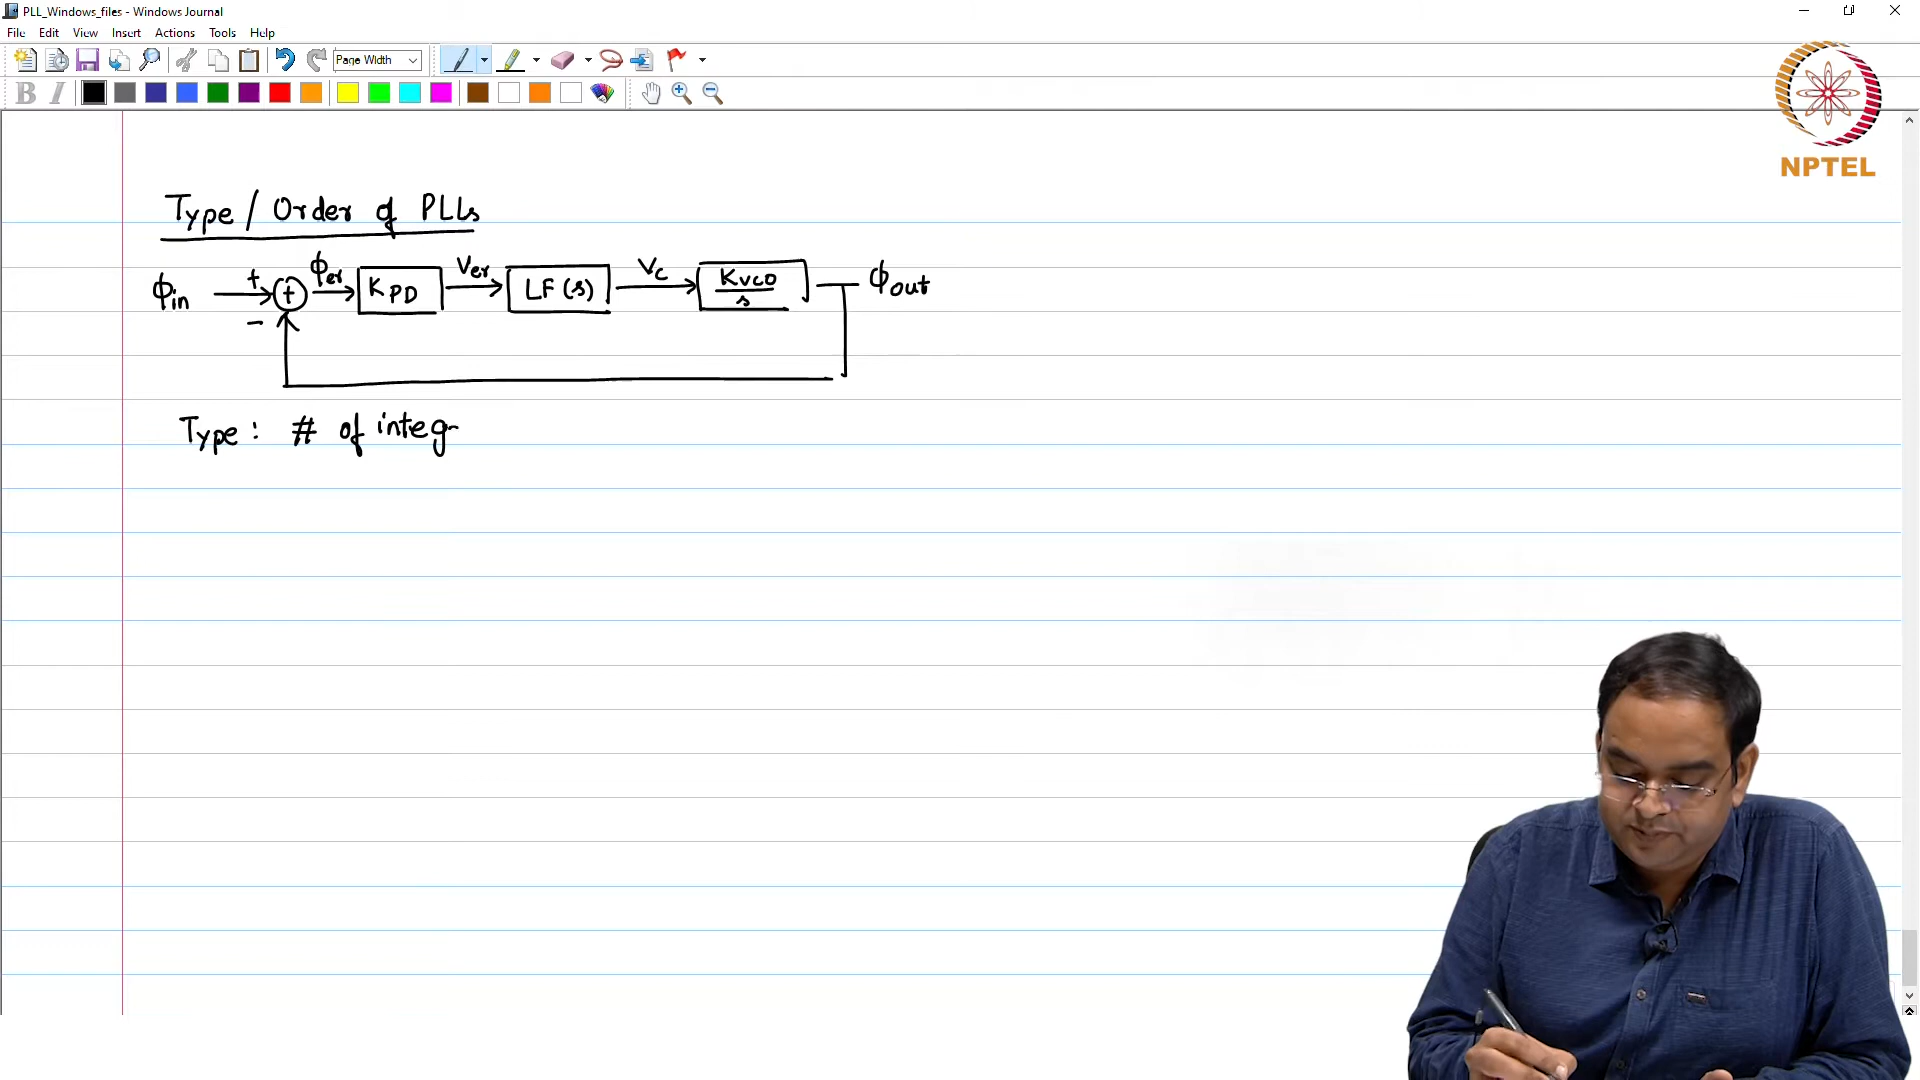 PLL_Windows_files - Windows Journal
File Edit View Insert Actions Tools Help
Page Width
B I
NPTEL
Type / Order of PLLs
ϕin + − + ϕer KPD Ver LF(s) Vc KVCO/s ϕout
Type : # of integ